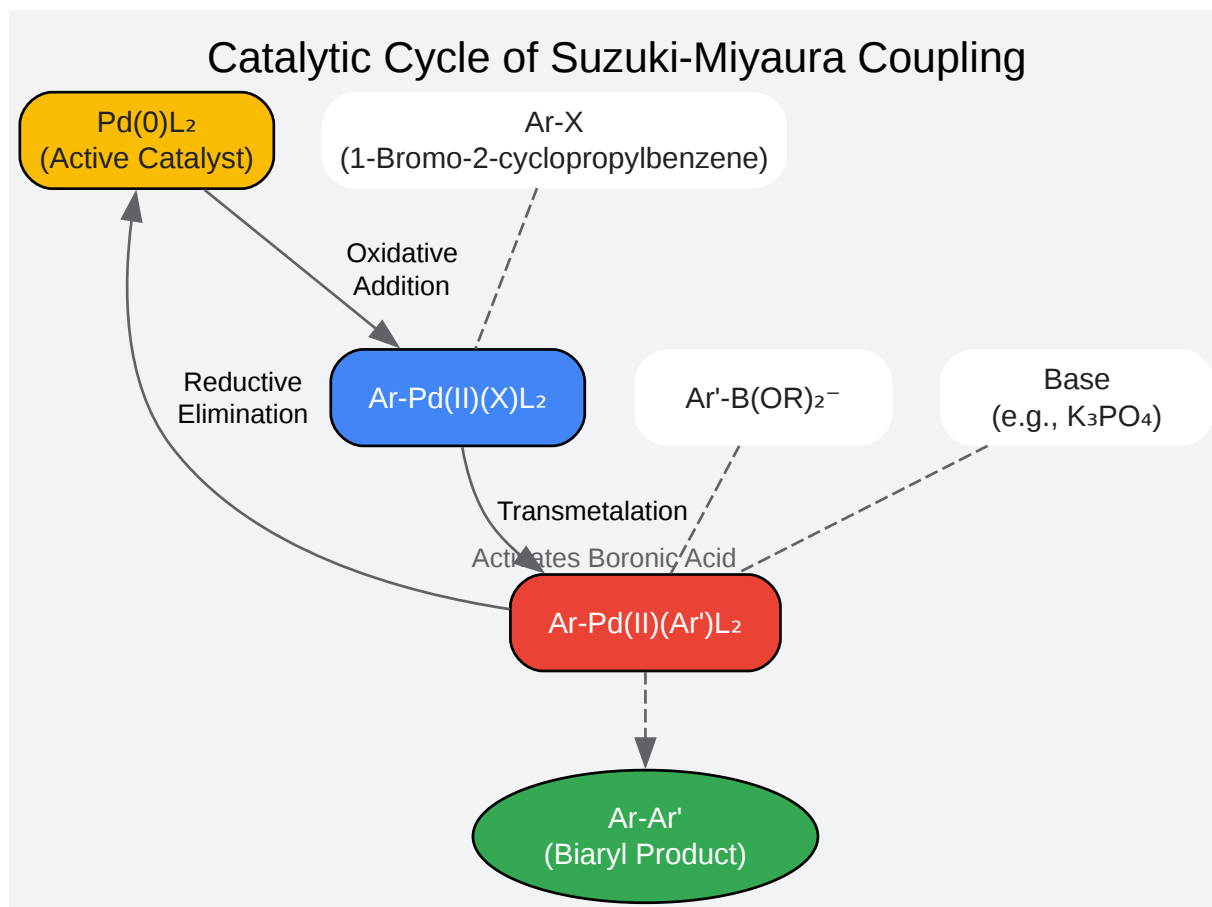 Catalytic Cycle of Suzuki-Miyaura Coupling
Pd(0)L₂
(Active Catalyst)
Ar-X
(1-Bromo-2-cyclopropylbenzene)
Oxidative
Addition
Reductive
Elimination
Ar-Pd(II)(X)L₂
Ar'-B(OR)₂⁻
Base
(e.g., K₃PO₄)
Transmetalation
Activates Boronic Acid
Ar-Pd(II)(Ar')L₂
Ar-Ar'
(Biaryl Product)